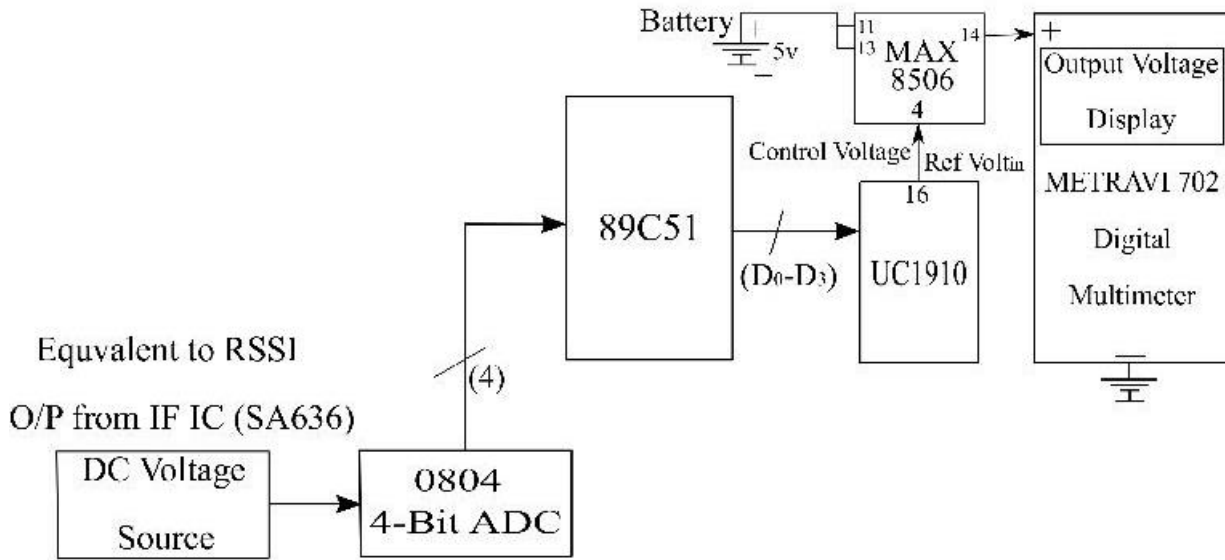 Battery
+
5v
−
11
13
MAX
8506
14
4
+
Output Voltage
Display
METRAVI 702
Digital
Multimeter
Control Voltage
Ref Voltin
16
UC1910
89C51
(D0-D3)
(4)
Equvalent to RSSI
O/P from IF IC (SA636)
DC Voltage
Source
0804
4-Bit ADC